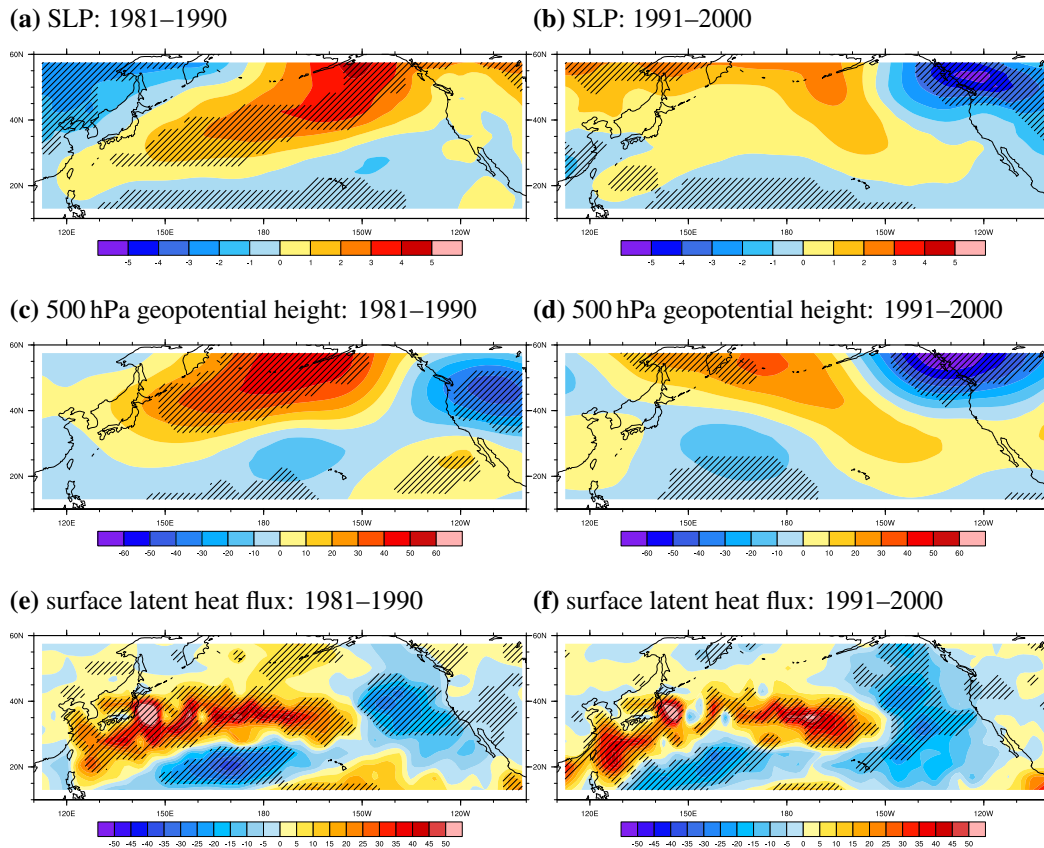 (a) SLP: 1981–1990
(b) SLP: 1991–2000
60N
40N
20N
120E 150E 180 150W 120W
-5 -4 -3 -2 -1 0 1 2 3 4 5
60N
40N
20N
120E 150E 180 150W 120W
-5 -4 -3 -2 -1 0 1 2 3 4 5
(c) 500 hPa geopotential height: 1981–1990
(d) 500 hPa geopotential height: 1991–2000
60N
40N
20N
120E 150E 180 150W 120W
-60 -50 -40 -30 -20 -10 0 10 20 30 40 50 60
60N
40N
20N
120E 150E 180 150W 120W
-60 -50 -40 -30 -20 -10 0 10 20 30 40 50 60
(e) surface latent heat flux: 1981–1990
(f) surface latent heat flux: 1991–2000
60N
40N
20N
120E 150E 180 150W 120W
-50 -45 -40 -35 -30 -25 -20 -15 -10 -5 0 5 10 15 20 25 30 35 40 45 50
60N
40N
20N
120E 150E 180 150W 120W
-50 -45 -40 -35 -30 -25 -20 -15 -10 -5 0 5 10 15 20 25 30 35 40 45 50